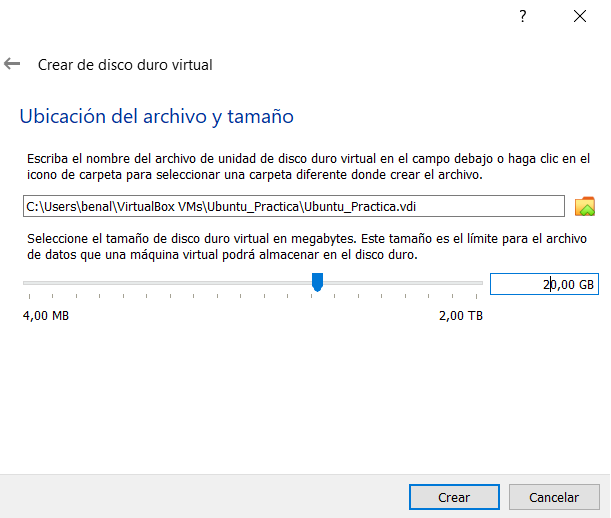 ?
Crear de disco duro virtual
Ubicación del archivo y tamaño
Escriba el nombre del archivo de unidad de disco duro virtual en el campo debajo o haga clic en el
icono de carpeta para seleccionar una carpeta diferente donde crear el archivo.
C:\Users\benal\VirtualBox VMs\Ubuntu_Practica\Ubuntu_Practica.vdi
Seleccione el tamaño de disco duro virtual en megabytes. Este tamaño es el límite para el archivo
de datos que una máquina virtual podrá almacenar en el disco duro.
20,00 GB
4,00 MB 2,00 TB
Crear Cancelar